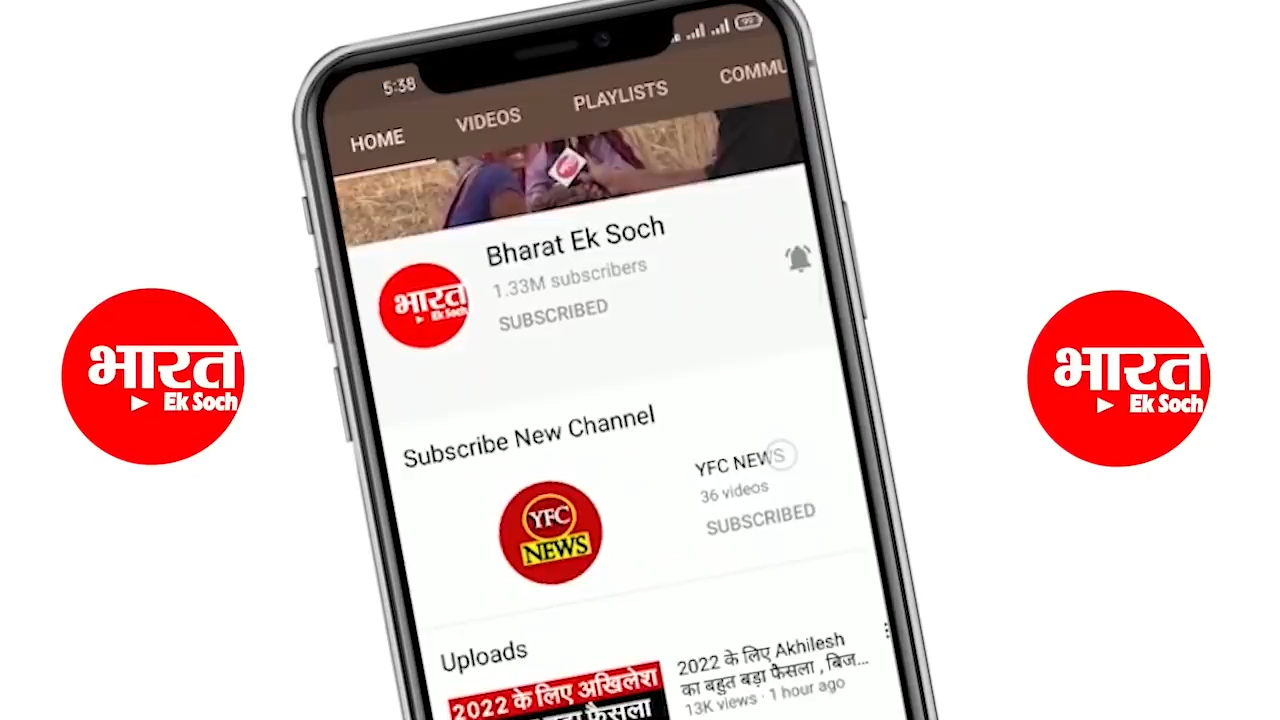 5:38
HOME
VIDEOS
PLAYLISTS
COMMU
Bharat Ek Soch
1.33M subscribers
SUBSCRIBED
भारत
Ek Soch
भारत
Ek Soch
भारत
Ek Soch
Subscribe New Channel
YFC
NEWS
YFC NEWS
36 videos
SUBSCRIBED
Uploads
2022 के लिए अखिलेश
बड़ा फैसला
2022 के लिए Akhilesh
का बहुत बड़ा फैसला , बिज...
13K views · 1 hour ago